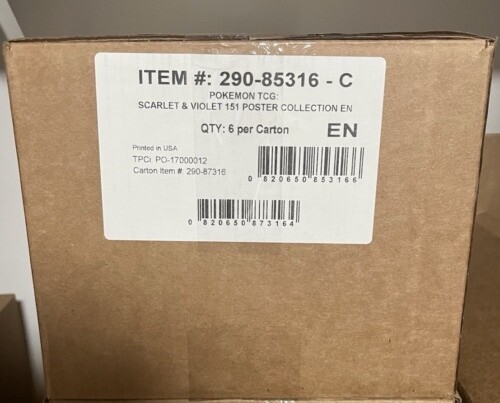 ITEM #: 290-85316 - C
POKEMON TCG:
SCARLET & VIOLET 151 POSTER COLLECTION EN
QTY: 6 per Carton
EN
Printed in USA
TPCi: PO-17000012
Carton Item #: 290-87316
0 820650 853166
0 820650 873164